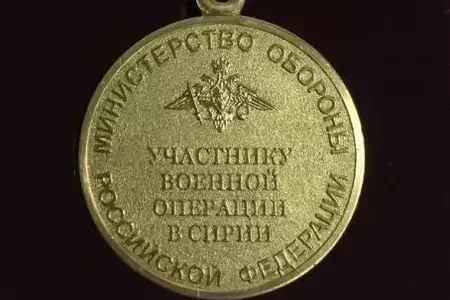 МИНИСТЕРСТВО ОБОРОНЫ
РОССИЙСКОЙ ФЕДЕРАЦИИ
УЧАСТНИКУ
ВОЕННОЙ
ОПЕРАЦИИ
В СИРИИ